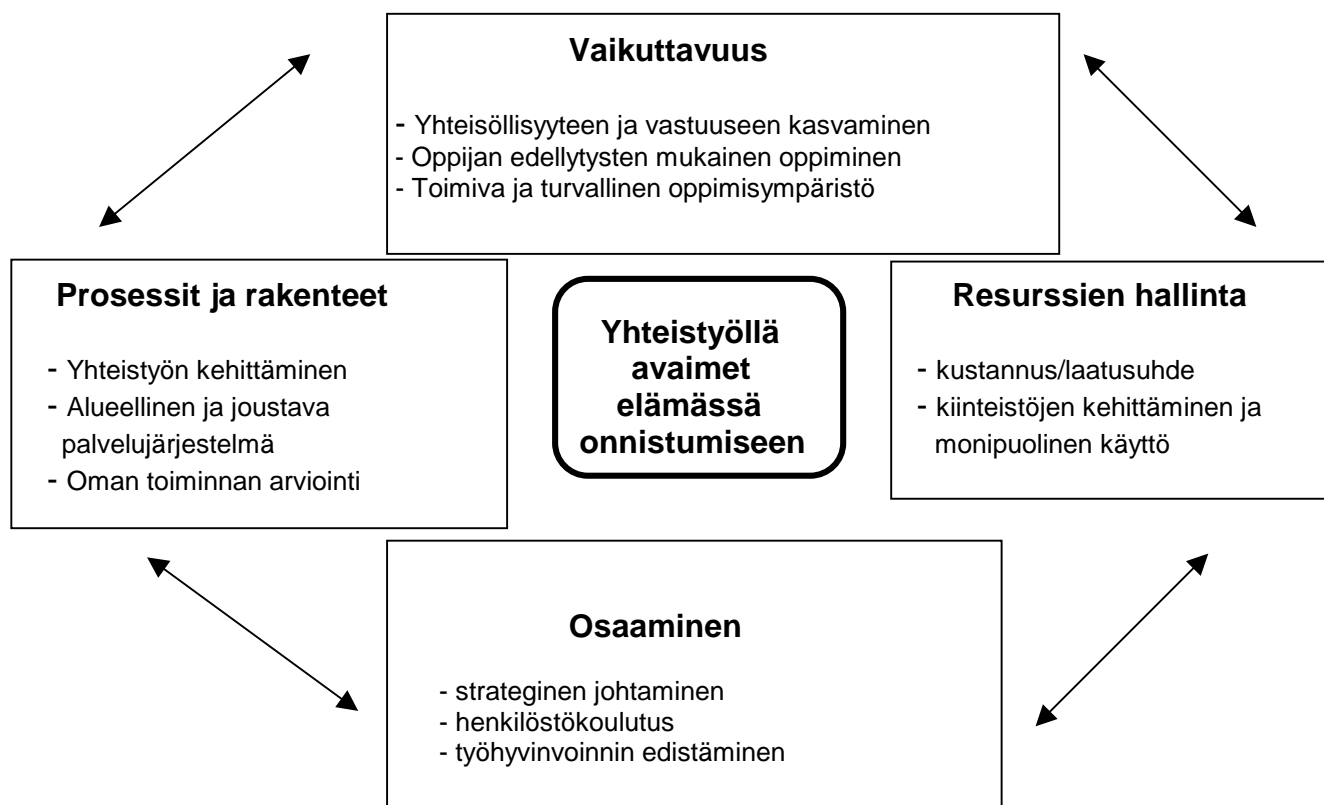 Vaikuttavuus
- Yhteisöllisyyteen ja vastuuseen kasvaminen
- Oppijan edellytysten mukainen oppiminen
- Toimiva ja turvallinen oppimisympäristö
Prosessit ja rakenteet
- Yhteistyön kehittäminen
- Alueellinen ja joustava
palvelujärjestelmä
- Oman toiminnan arviointi
Yhteistyöllä
avaimet
elämässä
onnistumiseen
Resurssien hallinta
- kustannus/laatusuhde
- kiinteistöjen kehittäminen ja
monipuolinen käyttö
Osaaminen
- strateginen johtaminen
- henkilöstökoulutus
- työhyvinvoinnin edistäminen